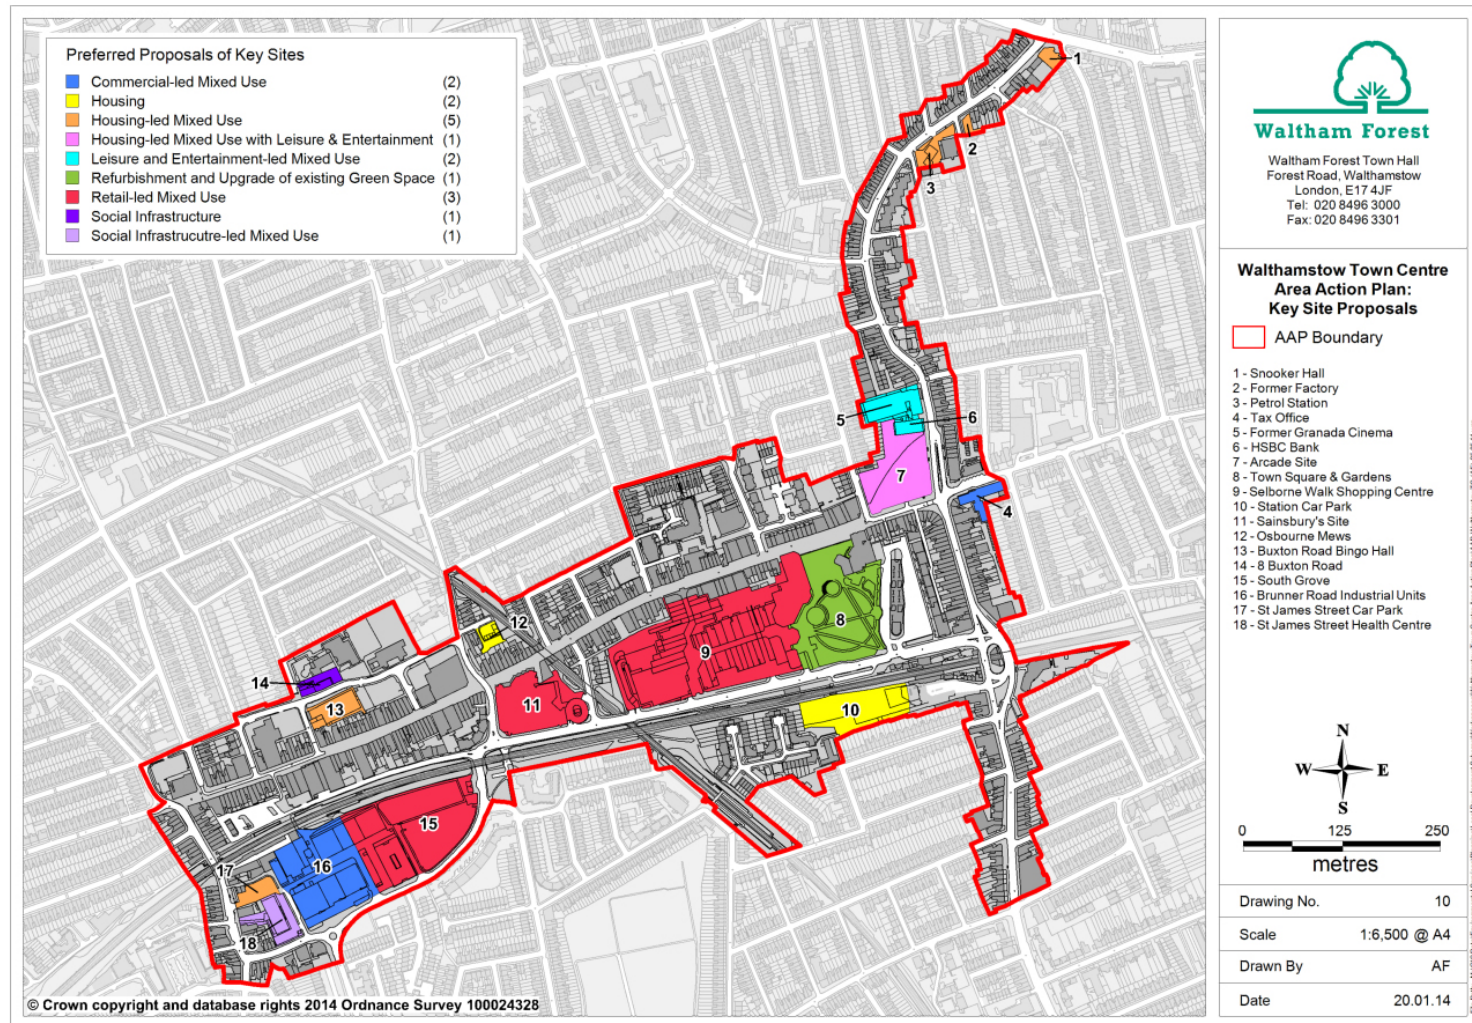 Preferred Proposals of Key Sites
Commercial-led Mixed Use (2)
Housing (2)
Housing-led Mixed Use (5)
Housing-led Mixed Use with Leisure & Entertainment (1)
Leisure and Entertainment-led Mixed Use (2)
Refurbishment and Upgrade of existing Green Space (1)
Retail-led Mixed Use (3)
Social Infrastructure (1)
Social Infrastrucutre-led Mixed Use (1)
1
2
3
5
6
7
4
8
12
9
14
13
11
10
15
16
17
18
© Crown copyright and database rights 2014 Ordnance Survey 100024328
Waltham Forest
Waltham Forest Town Hall
Forest Road, Walthamstow
London, E17 4JF
Tel: 020 8496 3000
Fax: 020 8496 3301
Walthamstow Town Centre
Area Action Plan:
Key Site Proposals
AAP Boundary
1 - Snooker Hall
2 - Former Factory
3 - Petrol Station
4 - Tax Office
5 - Former Granada Cinema
6 - HSBC Bank
7 - Arcade Site
8 - Town Square & Gardens
9 - Selborne Walk Shopping Centre
10 - Station Car Park
11 - Sainsbury's Site
12 - Osbourne Mews
13 - Buxton Road Bingo Hall
14 - 8 Buxton Road
15 - South Grove
16 - Brunner Road Industrial Units
17 - St James Street Car Park
18 - St James Street Health Centre
N
W E
S
0 125 250
metres
Drawing No. 10
Scale 1:6,500 @ A4
Drawn By AF
Date 20.01.14